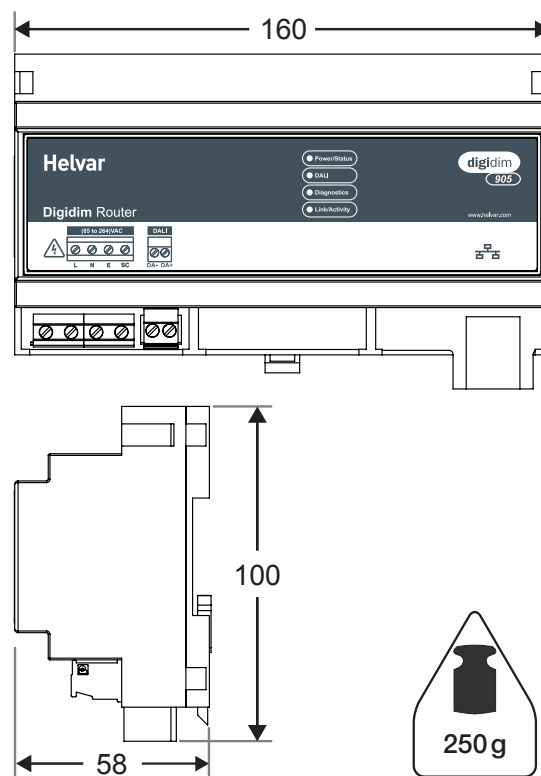 160
Helvar
Power/Status
digidim
DALI
905
Diagnostics
Digidim Router
Link/Activity
www.helvar.com
(85 to 264)VAC DALI
L N E SC DA- DA+
100
58
250 g